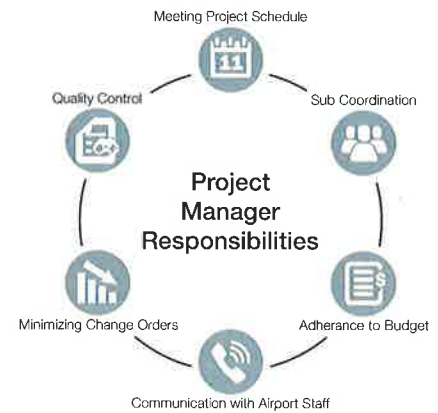 Meeting Project Schedule
11
Quality Control
Sub Coordination
Project
Manager
Responsibilities
$
Minimizing Change Orders
Adherance to Budget
Communication with Airport Staff